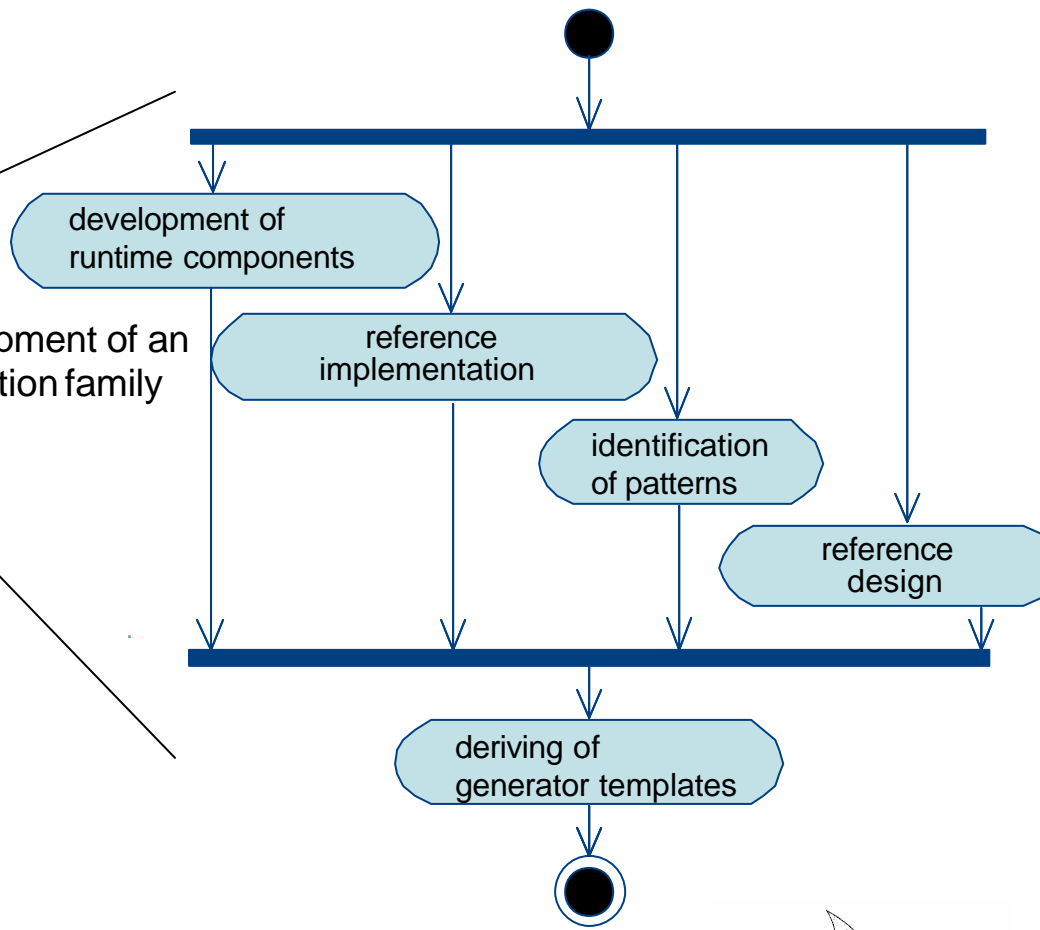 development of
runtime components
opment of an
tion family
reference
implementation
identification
of patterns
reference
design
deriving of
generator templates